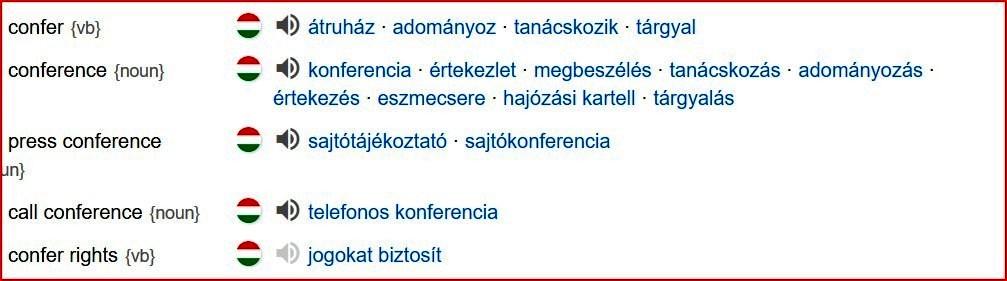 confer {vb} átruház · adományoz · tanácskozik · tárgyal
conference {noun} konferencia · értekezlet · megbeszélés · tanácskozás · adományozás ·
értekezés · eszmecsere · hajózási kartell · tárgyalás
press conference sajtótájékoztató · sajtókonferencia
un}
call conference {noun} telefonos konferencia
confer rights {vb} jogokat biztosít